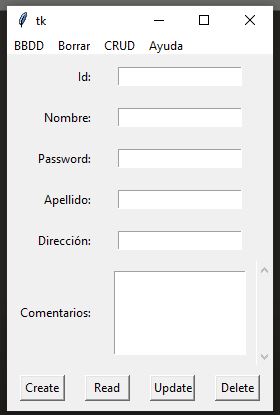 tk
BBDD Borrar CRUD Ayuda
Id:
Nombre:
Password:
Apellido:
Dirección:
Comentarios:
Create Read Update Delete